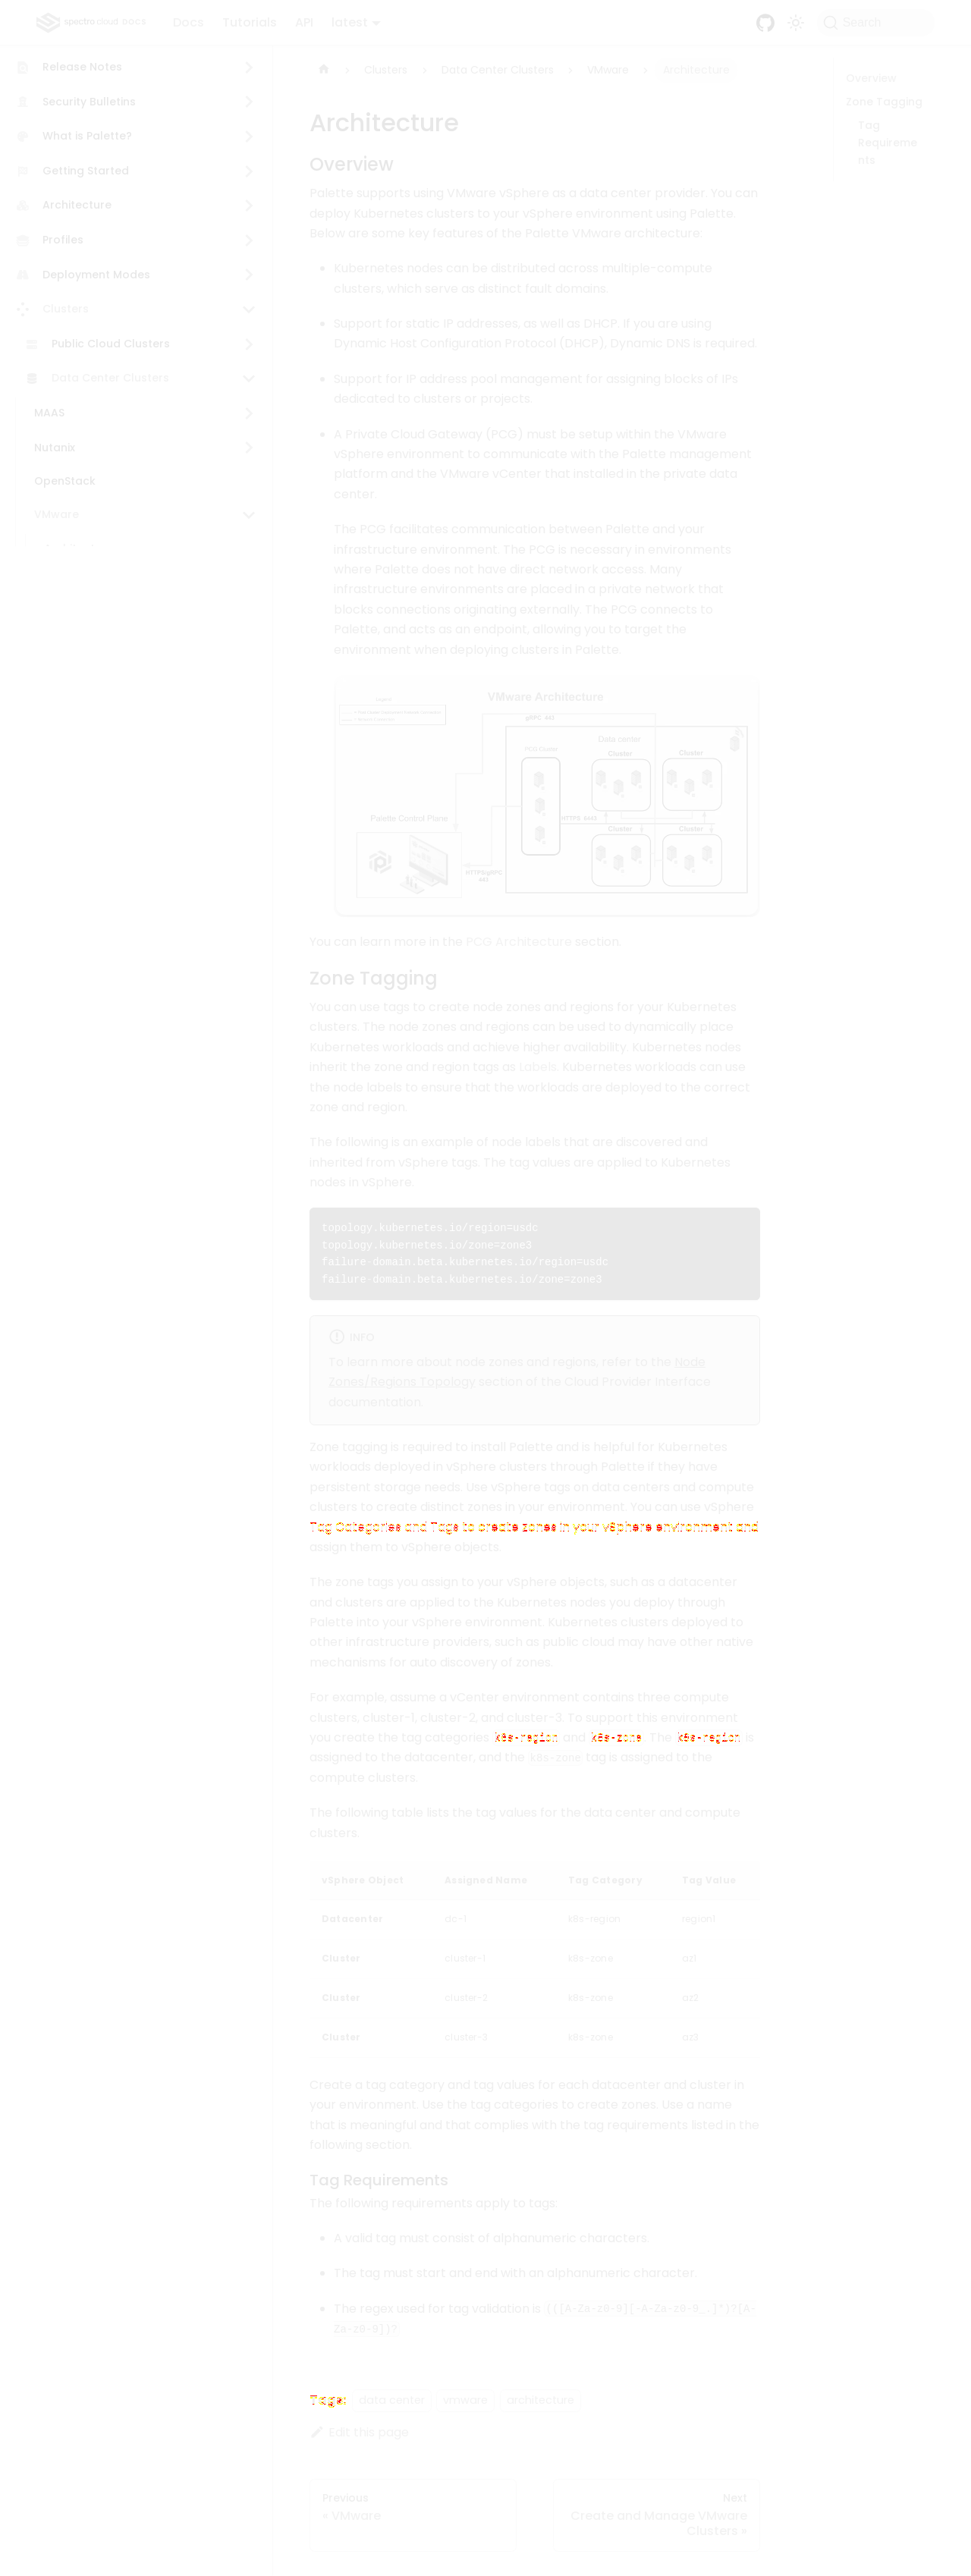 spectro cloud DOCS
Docs
Tutorials
API
latest
Search
Release Notes
Security Bulletins
What is Palette?
Getting Started
Architecture
Profiles
Deployment Modes
Clusters
Public Cloud Clusters
Data Center Clusters
MAAS
Nutanix
OpenStack
VMware
Clusters
Data Center Clusters
VMware
Architecture
Architecture
Overview
Palette supports using VMware vSphere as a data center provider. You can
deploy Kubernetes clusters to your vSphere environment using Palette.
Below are some key features of the Palette VMware architecture
Kubernetes nodes can be distributed across multiple-compute
clusters, which serve as distinct fault domains.
Support for static IP addresses, as well as DHCP. If you are using
Dynamic Host Configuration Protocol (DHCP), Dynamic DNS is required.
Support for IP address pool management for assigning blocks of IPs
dedicated to clusters or projects.
A Private Cloud Gateway (PCG) must be setup within the VMware
vSphere environment to communicate with the Palette management
platform and the VMware vCenter that installed in the private data
center.
The PCG facilitates communication between Palette and your
infrastructure environment. The PCG is necessary in environments
where Palette does not have direct network access. Many
infrastructure environments are placed in a private network that
blocks connections originating externally. The PCG connects to
Palette, and acts as an endpoint, allowing you to target the
environment when deploying clusters in Palette.
VMware Architecture
gRPC 443
Data center
PCG Cluster
Cluster
Cluster
HTTPS 6443
Palette Control Plane
Cluster
Cluster
HTTPS/gRPC
443
You can learn more in the PCG Architecture section.
Zone Tagging
You can use tags to create node zones and regions for your Kubernetes
clusters. The node zones and regions can be used to dynamically place
Kubernetes workloads and achieve higher availability. Kubernetes nodes
inherit the zone and region tags as Labels. Kubernetes workloads can use
the node labels to ensure that the workloads are deployed to the correct
zone and region.
The following is an example of node labels that are discovered and
inherited from vSphere tags. The tag values are applied to Kubernetes
nodes in vSphere.
topology.kubernetes.io/region=usdc
topology.kubernetes.io/zone=zone3
failure-domain.beta.kubernetes.io/region=usdc
failure-domain.beta.kubernetes.io/zone=zone3
INFO
To learn more about node zones and regions, refer to the Node
Zones/Regions Topology section of the Cloud Provider Interface
documentation.
Zone tagging is required to install Palette and is helpful for Kubernetes
workloads deployed in vSphere clusters through Palette if they have
persistent storage needs. Use vSphere tags on data centers and compute
clusters to create distinct zones in your environment. You can use vSphere
Tag Categories and Tags to create zones in your vSphere environment and
assign them to vSphere objects.
The zone tags you assign to your vSphere objects, such as a datacenter
and clusters are applied to the Kubernetes nodes you deploy through
Palette into your vSphere environment. Kubernetes clusters deployed to
other infrastructure providers, such as public cloud may have other native
mechanisms for auto discovery of zones.
For example, assume a vCenter environment contains three compute
clusters, cluster-1, cluster-2, and cluster-3. To support this environment
you create the tag categories k8s-region and k8s-zone. The k8s-region is
assigned to the datacenter, and the k8s-zone tag is assigned to the
compute clusters.
The following table lists the tag values for the data center and compute
clusters.
vSphere Object Assigned Name Tag Category Tag Value
Datacenter dc-1 k8s-region region1
Cluster cluster-1 k8s-zone az1
Cluster cluster-2 k8s-zone az2
Cluster cluster-3 k8s-zone az3
Create a tag category and tag values for each datacenter and cluster in
your environment. Use the tag categories to create zones. Use a name
that is meaningful and that complies with the tag requirements listed in the
following section.
Tag Requirements
The following requirements apply to tags:
A valid tag must consist of alphanumeric characters.
The tag must start and end with an alphanumeric character.
The regex used for tag validation is (([A-Za-z0-9][-A-Za-z0-9_.]*)?[A-
Za-z0-9])?
Tags: data center vmware architecture
Edit this page
Previous
« VMware
Next
Create and Manage VMware
Clusters »
Overview
Zone Tagging
Tag
Requireme
nts